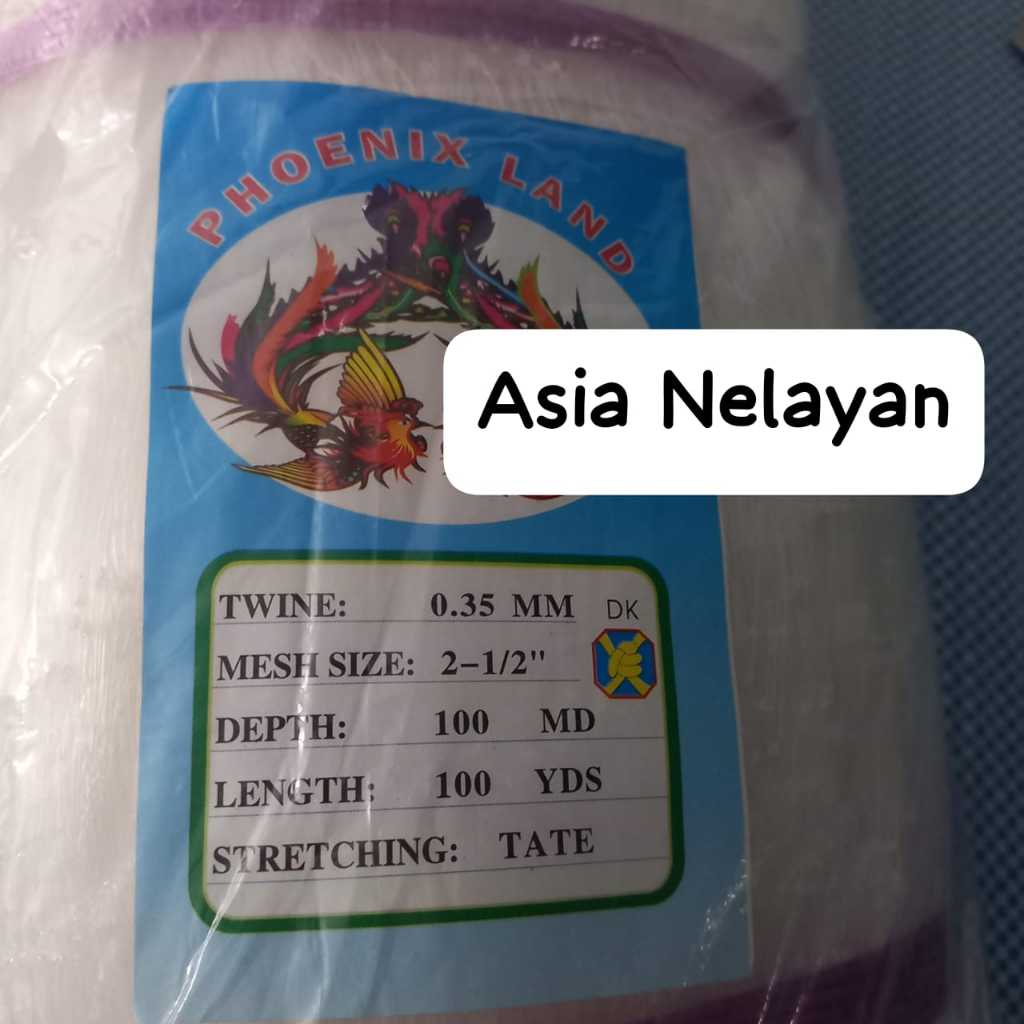 PHOENIX LAND
Asia Nelayan
TWINE: 0.35 MM DK
MESH SIZE: 2-1/2"
DEPTH: 100 MD
LENGTH: 100 YDS
STRETCHING: TATE